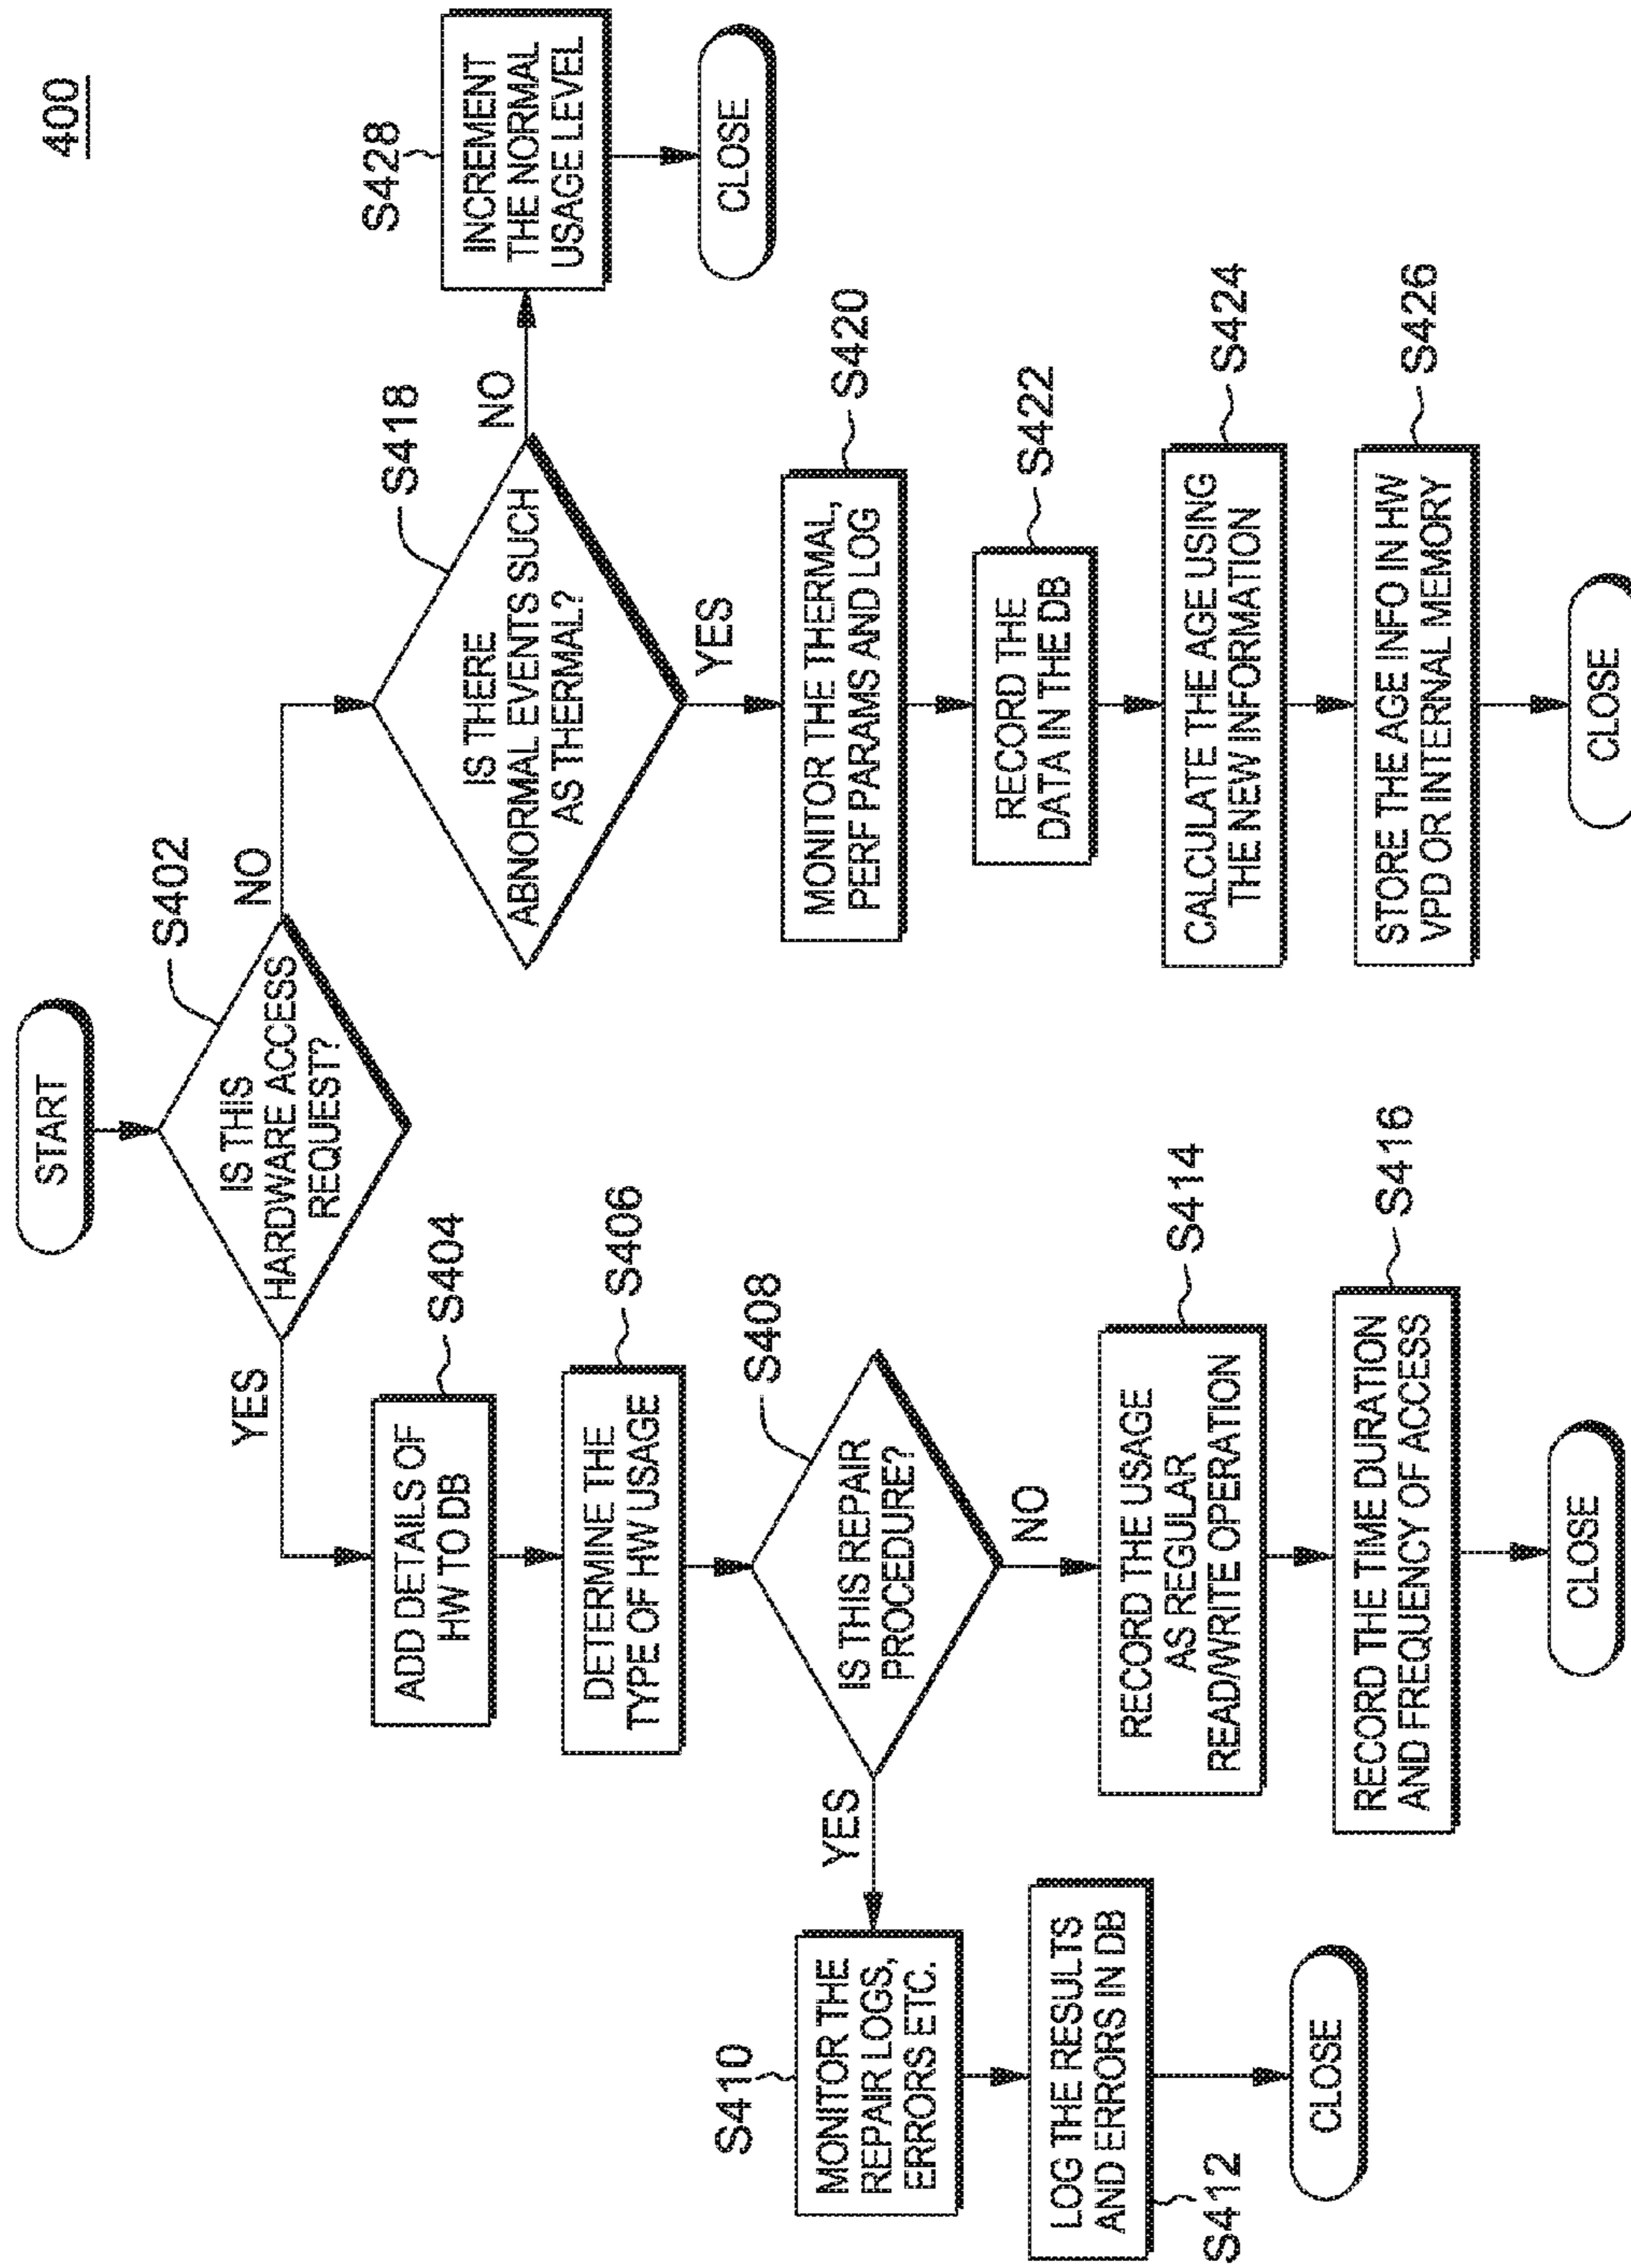 400
START
S402
IS THIS
HARDWARE ACCESS
REQUEST?
YES
NO
S404
ADD DETAILS OF
HW TO DB
S406
DETERMINE THE
TYPE OF HW USAGE
S408
IS THIS REPAIR
PROCEDURE?
YES
NO
S410
MONITOR THE
REPAIR LOGS,
ERRORS ETC.
LOG THE RESULTS
AND ERRORS IN DB
S412
CLOSE
S414
RECORD THE USAGE
AS REGULAR
READ/WRITE OPERATION
S416
RECORD THE TIME DURATION
AND FREQUENCY OF ACCESS
CLOSE
S418
IS THERE
ABNORMAL EVENTS SUCH
AS THERMAL?
NO
YES
S428
INCREMENT
THE NORMAL
USAGE LEVEL
CLOSE
S420
MONITOR THE THERMAL,
PERF PARAMS AND LOG
S422
RECORD THE
DATA IN THE DB
S424
CALCULATE THE AGE USING
THE NEW INFORMATION
S426
STORE THE AGE INFO IN HW
VPD OR INTERNAL MEMORY
CLOSE